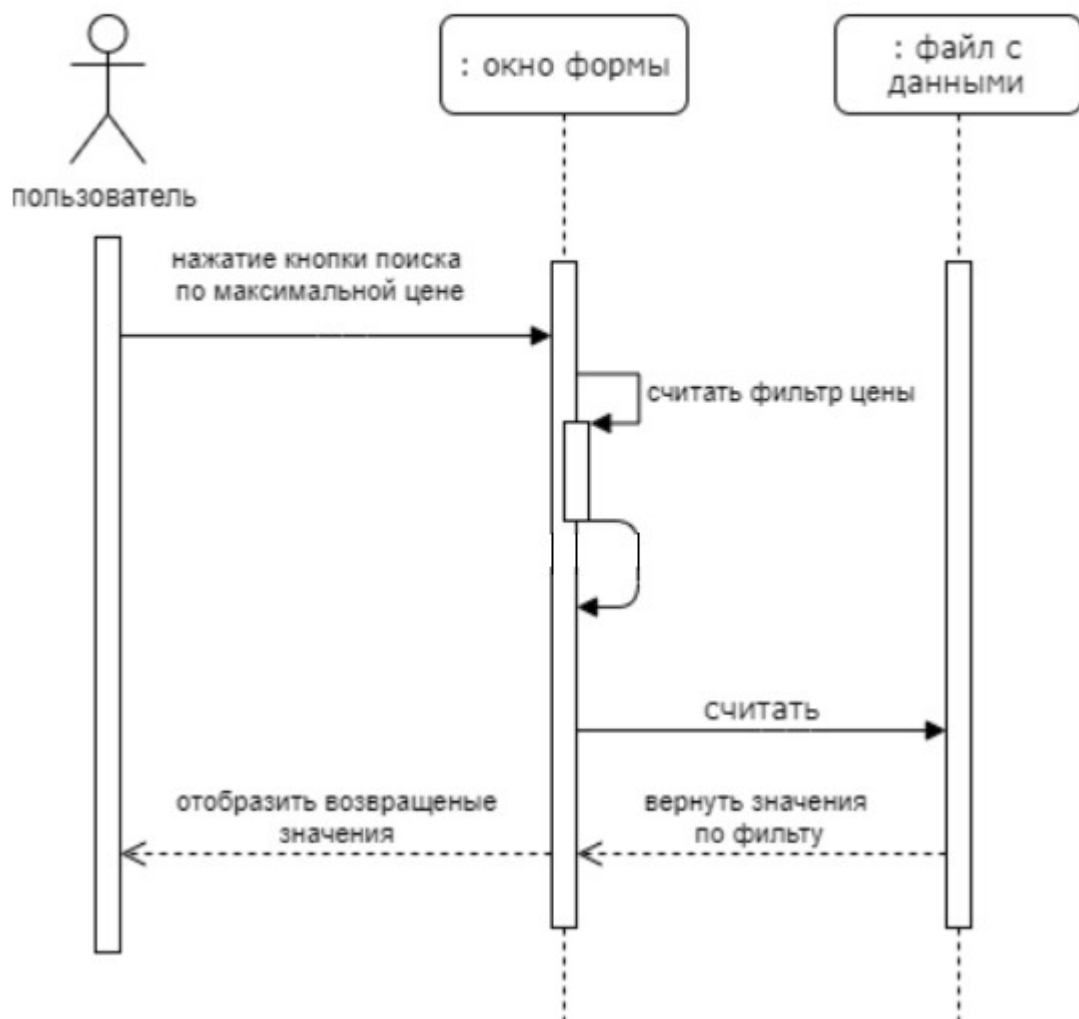 : окно формы
: файл с
данными
пользователь
нажатие кнопки поиска
по максимальной цене
считать фильтр цены
считать
отобразить возвращеные
значения
вернуть значения
по фильту